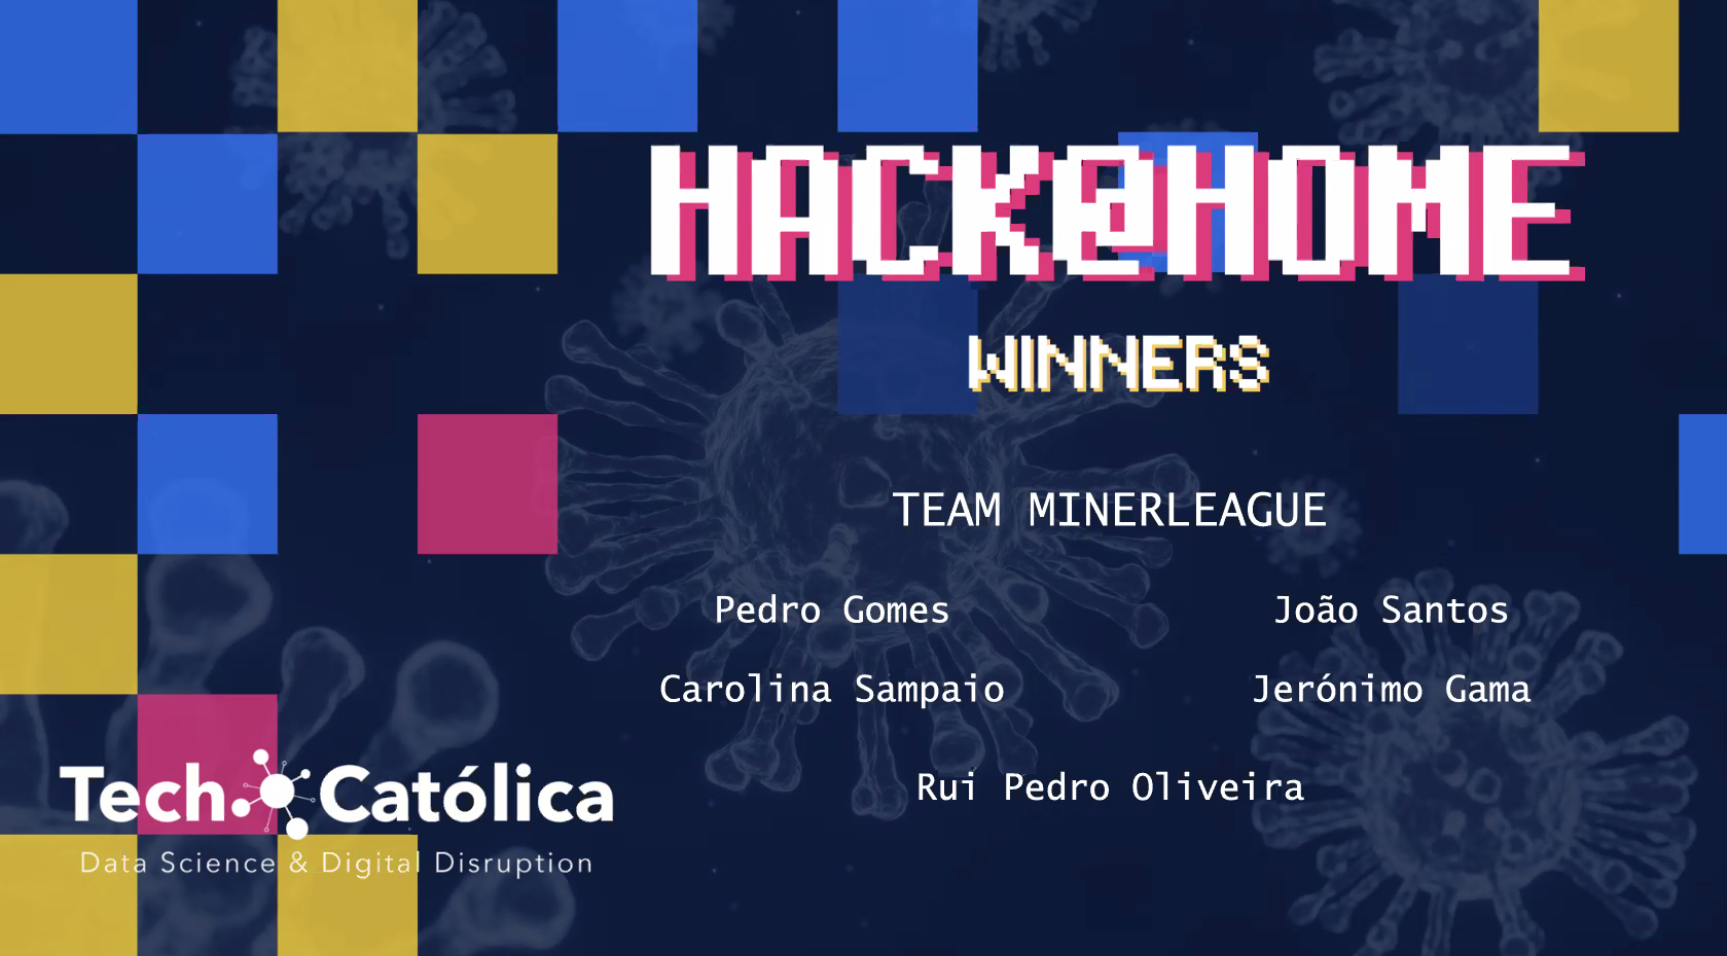 HACK@HOME
WINNERS
TEAM MINERLEAGUE
Pedro Gomes
João Santos
Carolina Sampaio
Jerónimo Gama
Rui Pedro Oliveira
Tech Católica
Data Science & Digital Disruption